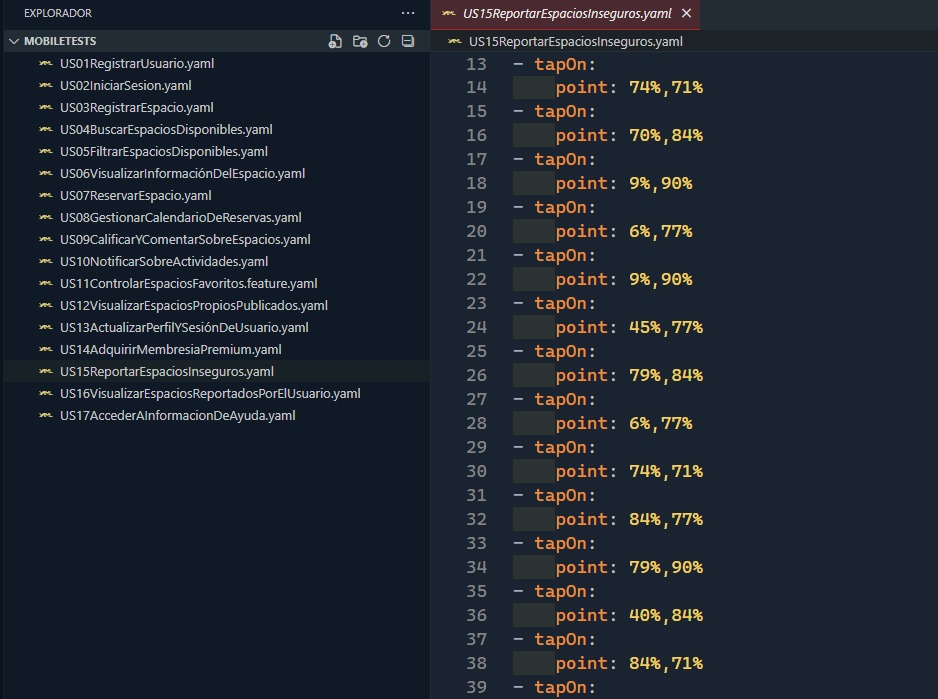 EXPLORADOR
MOBILETESTS
US01RegistrarUsuario.yaml
US02IniciarSesion.yaml
US03RegistrarEspacio.yaml
US04BuscarEspaciosDisponibles.yaml
US05FiltrarEspaciosDisponibles.yaml
US06VisualizarInformaciónDelEspacio.yaml
US07ReservarEspacio.yaml
US08GestionarCalendarioDeReservas.yaml
US09CalificarYComentarSobreEspacios.yaml
US10NotificarSobreActividades.yaml
US11ControlarEspaciosFavoritos.feature.yaml
US12VisualizarEspaciosPropiosPublicados.yaml
US13ActualizarPerfilYSesiónDeUsuario.yaml
US14AdquirirMembresiaPremium.yaml
US15ReportarEspaciosInseguros.yaml
US16VisualizarEspaciosReportadosPorElUsuario.yaml
US17AccederAInformacionDeAyuda.yaml
US15ReportarEspaciosInseguros.yaml
US15ReportarEspaciosInseguros.yaml
13 - tapOn:
14 point: 74%,71%
15 - tapOn:
16 point: 70%,84%
17 - tapOn:
18 point: 9%,90%
19 - tapOn:
20 point: 6%,77%
21 - tapOn:
22 point: 9%,90%
23 - tapOn:
24 point: 45%,77%
25 - tapOn:
26 point: 79%,84%
27 - tapOn:
28 point: 6%,77%
29 - tapOn:
30 point: 74%,71%
31 - tapOn:
32 point: 84%,77%
33 - tapOn:
34 point: 79%,90%
35 - tapOn:
36 point: 40%,84%
37 - tapOn:
38 point: 84%,71%
39 - tapOn: